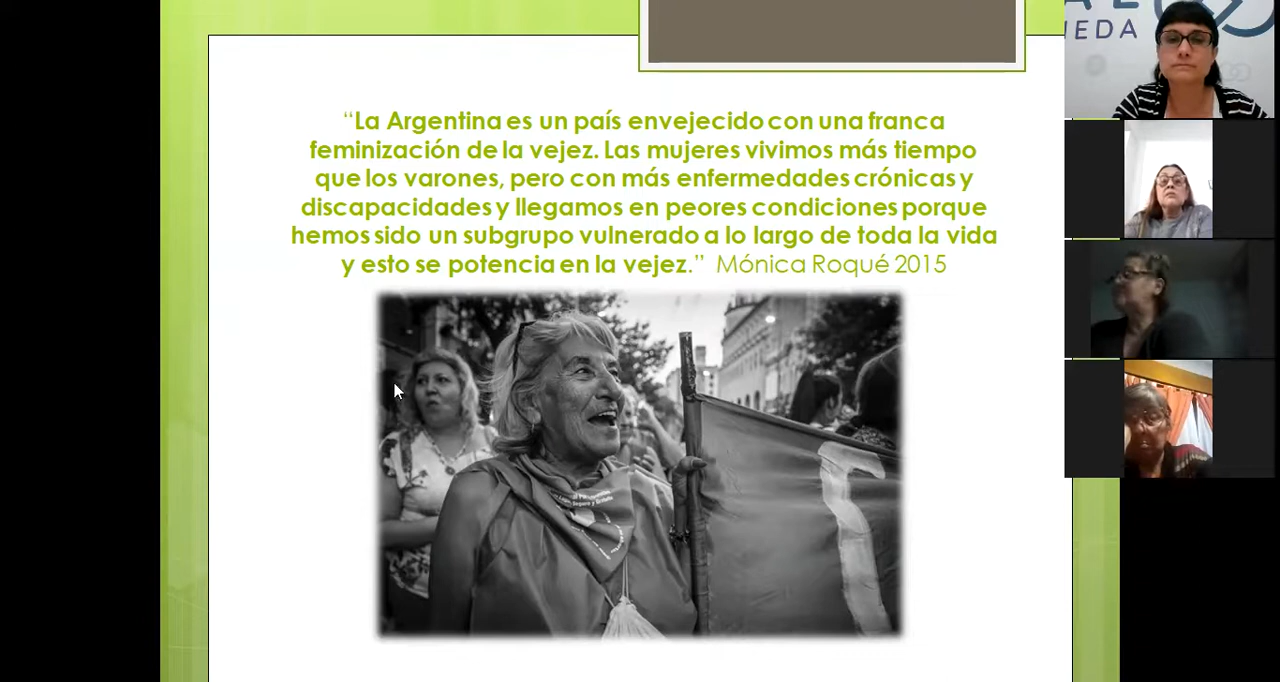 “La Argentina es un país envejecido con una franca
feminización de la vejez. Las mujeres vivimos más tiempo
que los varones, pero con más enfermedades crónicas y
discapacidades y llegamos en peores condiciones porque
hemos sido un subgrupo vulnerado a lo largo de toda la vida
y esto se potencia en la vejez.” Mónica Roqué 2015